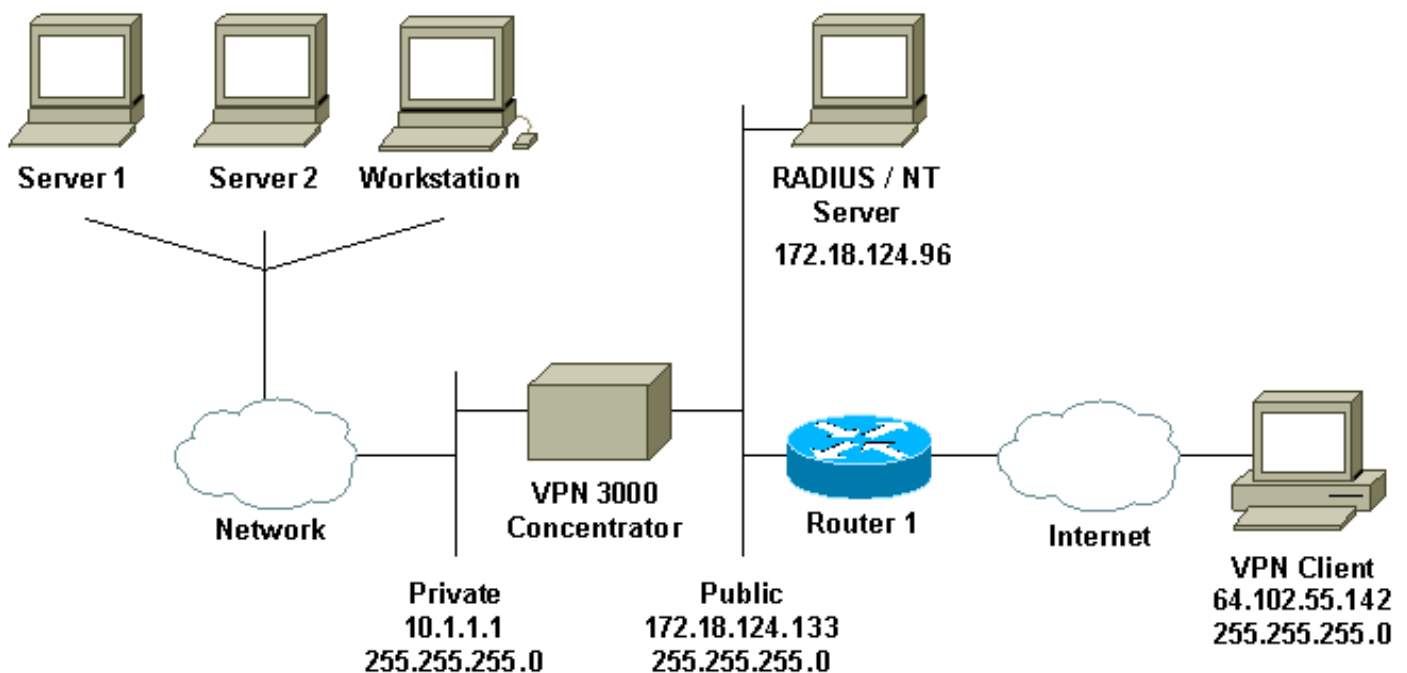 Server 1
Server 2
Workstation
RADIUS / NT
Server
172.18.124.96
Network
VPN 3000
Concentrator
Router 1
Internet
Private
10.1.1.1
255.255.255.0
Public
172.18.124.133
255.255.255.0
VPN Client
64.102.55.142
255.255.255.0